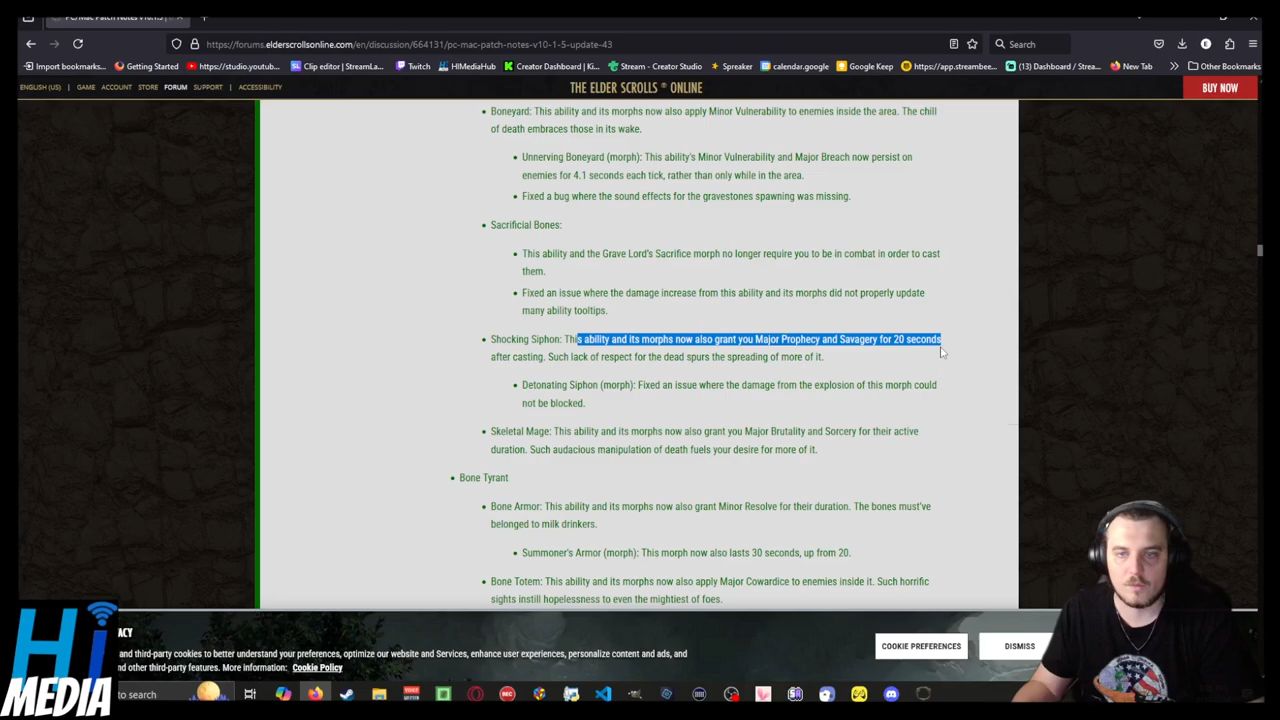 PC/Mac Patch Notes v10.1.5 |
https://forums.elderscrollsonline.com/en/discussion/664131/pc-mac-patch-notes-v10-1-5-update-43
Search
Import bookmarks... Getting Started https://studio.youtub... Clip editor | StreamLa... Twitch HIMediaHub Creator Dashboard | K... Stream - Creator Studio Spreaker calendar.google Google Keep https://app.streambee... (13) Dashboard / Strea... New Tab Other Bookmarks
ENGLISH (US) GAME ACCOUNT STORE FORUM SUPPORT ACCESSIBILITY THE ELDER SCROLLS ® ONLINE BUY NOW
• Boneyard: This ability and its morphs now also apply Minor Vulnerability to enemies inside the area. The chill
of death embraces those in its wake.
• Unnerving Boneyard (morph): This ability's Minor Vulnerability and Major Breach now persist on
enemies for 4.1 seconds each tick, rather than only while in the area.
• Fixed a bug where the sound effects for the gravestones spawning was missing.
• Sacrificial Bones:
• This ability and the Grave Lord's Sacrifice morph no longer require you to be in combat in order to cast
them.
• Fixed an issue where the damage increase from this ability and its morphs did not properly update
many ability tooltips.
• Shocking Siphon: This ability and its morphs now also grant you Major Prophecy and Savagery for 20 seconds
after casting. Such lack of respect for the dead spurs the spreading of more of it.
• Detonating Siphon (morph): Fixed an issue where the damage from the explosion of this morph could
not be blocked.
• Skeletal Mage: This ability and its morphs now also grant you Major Brutality and Sorcery for their active
duration. Such audacious manipulation of death fuels your desire for more of it.
• Bone Tyrant
• Bone Armor: This ability and its morphs now also grant Minor Resolve for their duration. The bones must've
belonged to milk drinkers.
• Summoner's Armor (morph): This morph now also lasts 30 seconds, up from 20.
• Bone Totem: This ability and its morphs now also apply Major Cowardice to enemies inside it. Such horrific
sights instill hopelessness to even the mightiest of foes.
ACY
and third-party cookies to better understand your preferences, optimize our website and Services, enhance user experiences, personalize content and ads, and
nd other third-party features. More information: Cookie Policy
COOKIE PREFERENCES DISMISS
Hi
MEDIA
to search
REC